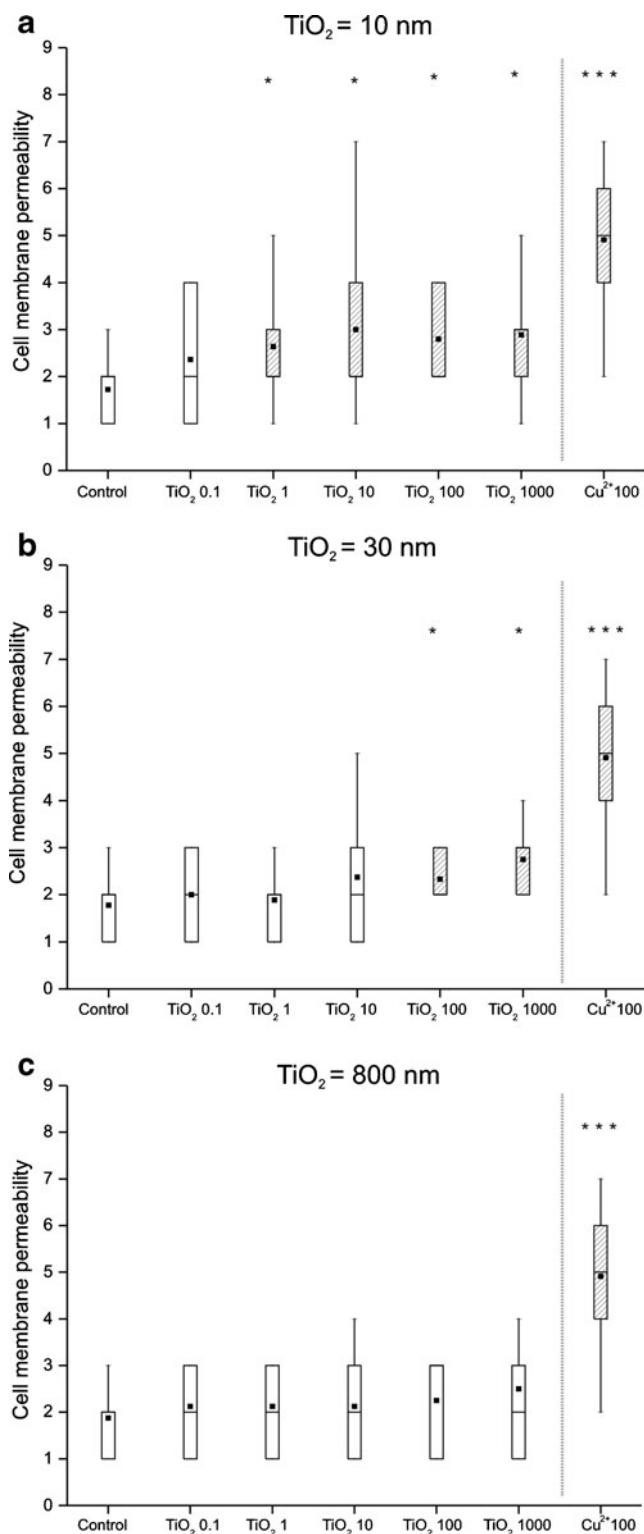 a
TiO₂ = 10 nm
9
* * * * * * *
8
7
6
5
4
3
2
1
0
Cell membrane permeability
Control TiO₂ 0.1 TiO₂ 1 TiO₂ 10 TiO₂ 100 TiO₂ 1000 Cu²⁺100
b
TiO₂ = 30 nm
9
8
* * * * *
7
6
5
4
3
2
1
0
Cell membrane permeability
Control TiO₂ 0.1 TiO₂ 1 TiO₂ 10 TiO₂ 100 TiO₂ 1000 Cu²⁺100
c
TiO₂ = 800 nm
9
* * *
8
7
6
5
4
3
2
1
0
Cell membrane permeability
Control TiO₂ 0.1 TiO₂ 1 TiO₂ 10 TiO₂ 100 TiO₂ 1000 Cu²⁺100